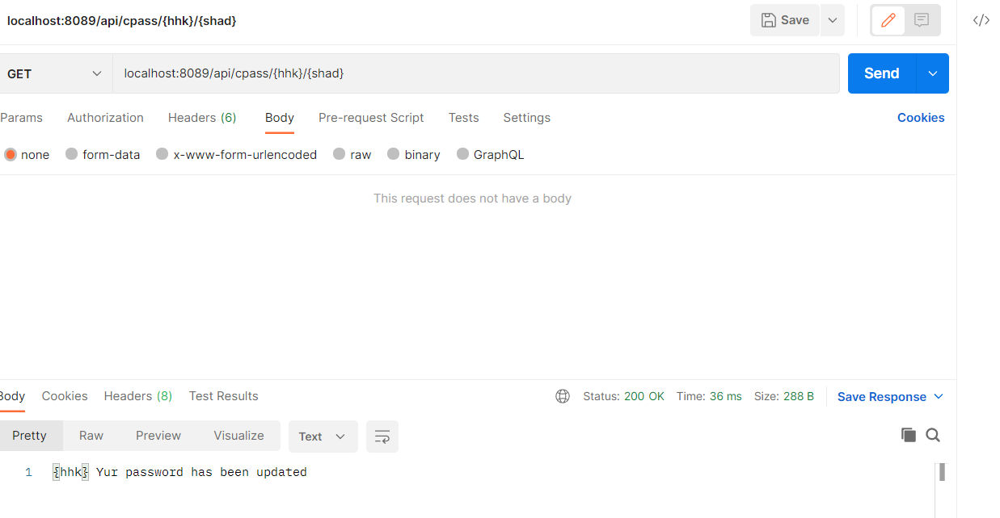 localhost:8089/api/cpass/{hhk}/{shad} Save </>
GET localhost:8089/api/cpass/{hhk}/{shad} Send
Params Authorization Headers (6) Body Pre-request Script Tests Settings Cookies
none form-data x-www-form-urlencoded raw binary GraphQL
This request does not have a body
Body Cookies Headers (8) Test Results Status: 200 OK Time: 36 ms Size: 288 B Save Response
Pretty Raw Preview Visualize Text
1 {hhk} Yur password has been updated